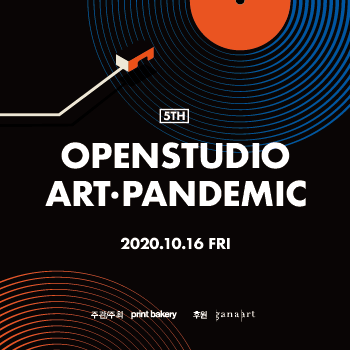 5TH
OPENSTUDIO
ART·PANDEMIC
2020.10.16 FRI
주관/주최 print bakery 후원 ganaart